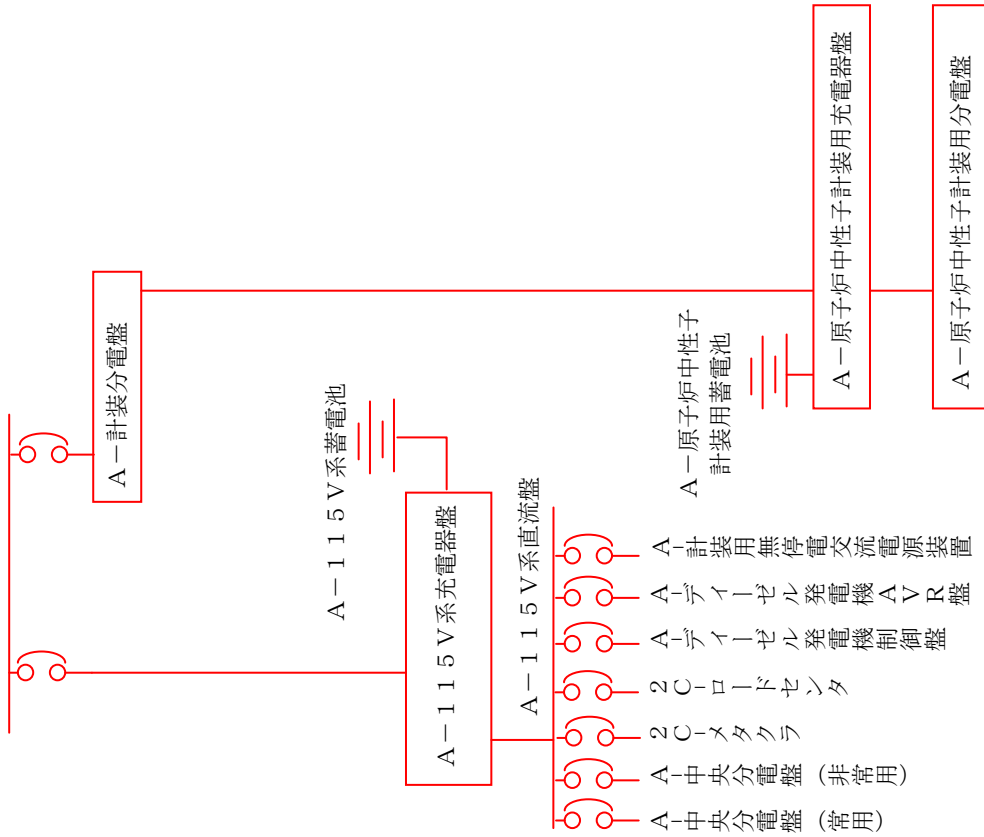 A－計装分電盤
A－115V系蓄電池
A－115V系充電器盤
A－115V系直流盤
A－中央分電盤（常用）
A－中央分電盤（非常用）
2C－メタクラ
2C－ロードセンタ
A－ディーゼル発電機制御盤
A－ディーゼル発電機AVR盤
A－計装用無停電交流電源装置
A－原子炉中性子
計装用蓄電池
A－原子炉中性子計装用充電器盤
A－原子炉中性子計装用分電盤